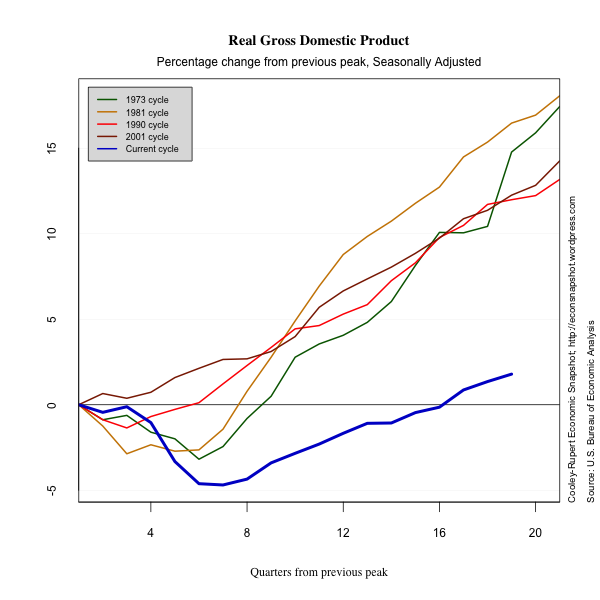 Real Gross Domestic Product
Percentage change from previous peak, Seasonally Adjusted
1973 cycle
1981 cycle
1990 cycle
2001 cycle
Current cycle
15
10
5
0
-5
4
8
12
16
20
Quarters from previous peak
Cooley-Rupert Economic Snapshot; http://econsnapshot.wordpress.com
Source: U.S. Bureau of Economic Analysis